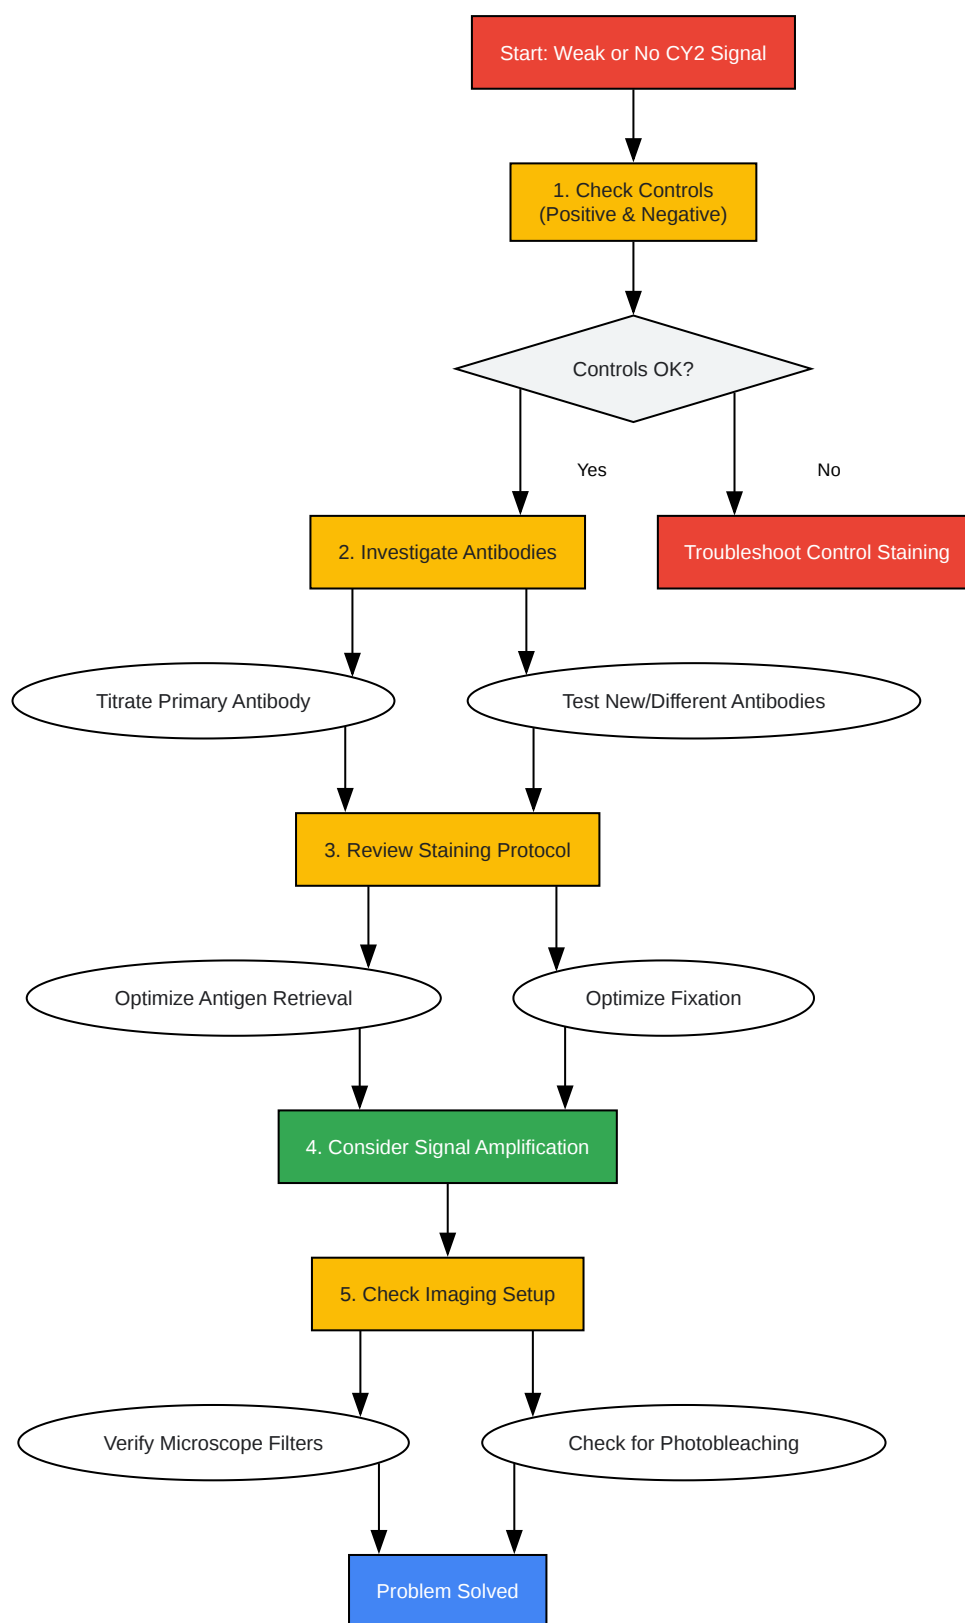 Start: Weak or No CY2 Signal
1. Check Controls
(Positive & Negative)
Controls OK?
Yes
No
2. Investigate Antibodies
Troubleshoot Control Staining
Titrate Primary Antibody
Test New/Different Antibodies
3. Review Staining Protocol
Optimize Antigen Retrieval
Optimize Fixation
4. Consider Signal Amplification
5. Check Imaging Setup
Verify Microscope Filters
Check for Photobleaching
Problem Solved